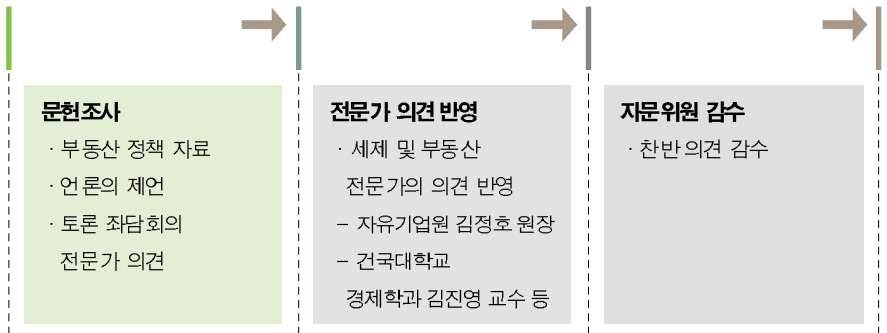 문헌조사
· 부동산 정책 자료
· 언론의 제언
· 토론 좌담회의
전문가 의견
전문가 의견 반영
· 세제 및 부동산
전문가의 의견 반영
– 자유기업원 김정호 원장
– 건국대학교
경제학과 김진영 교수 등
자문위원 감수
· 찬반의견 감수